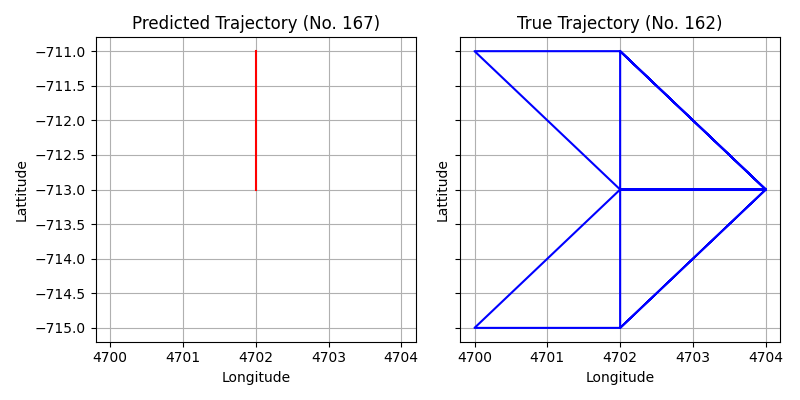 Predicted Trajectory (No. 167)
True Trajectory (No. 162)
−711.0
−711.5
−712.0
−712.5
−713.0
−713.5
−714.0
−714.5
−715.0
Lattitude
Lattitude
4700 4701 4702 4703 4704
4700 4701 4702 4703 4704
Longitude
Longitude